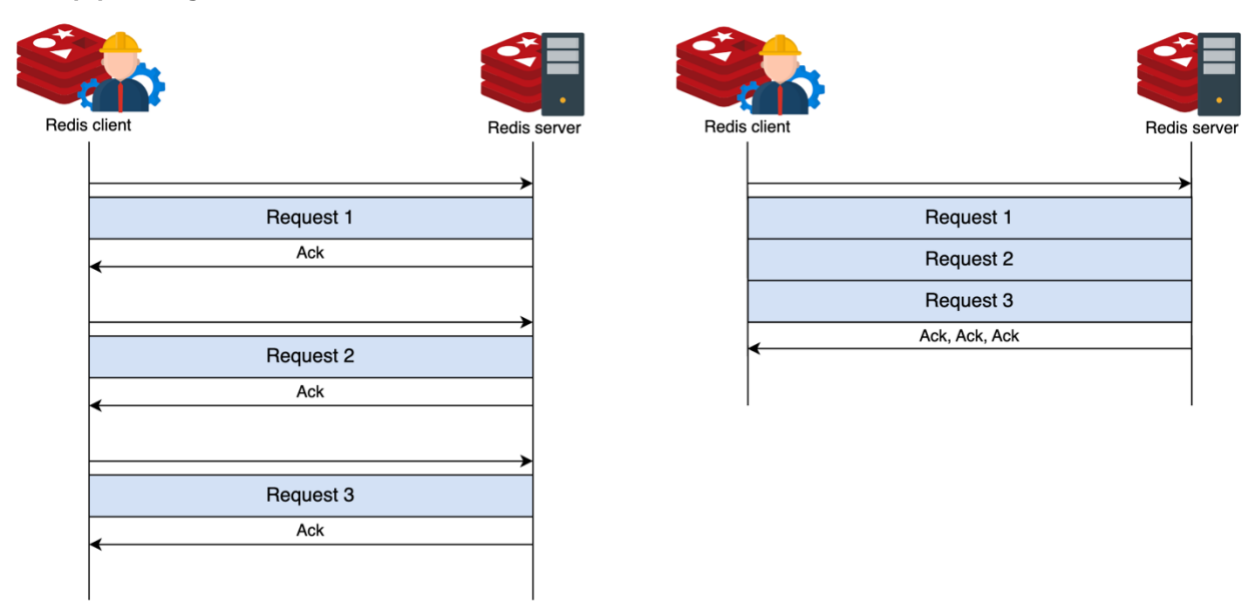 Redis client
Redis server
Request 1
Ack
Request 2
Ack
Request 3
Ack
Redis client
Redis server
Request 1
Request 2
Request 3
Ack, Ack, Ack